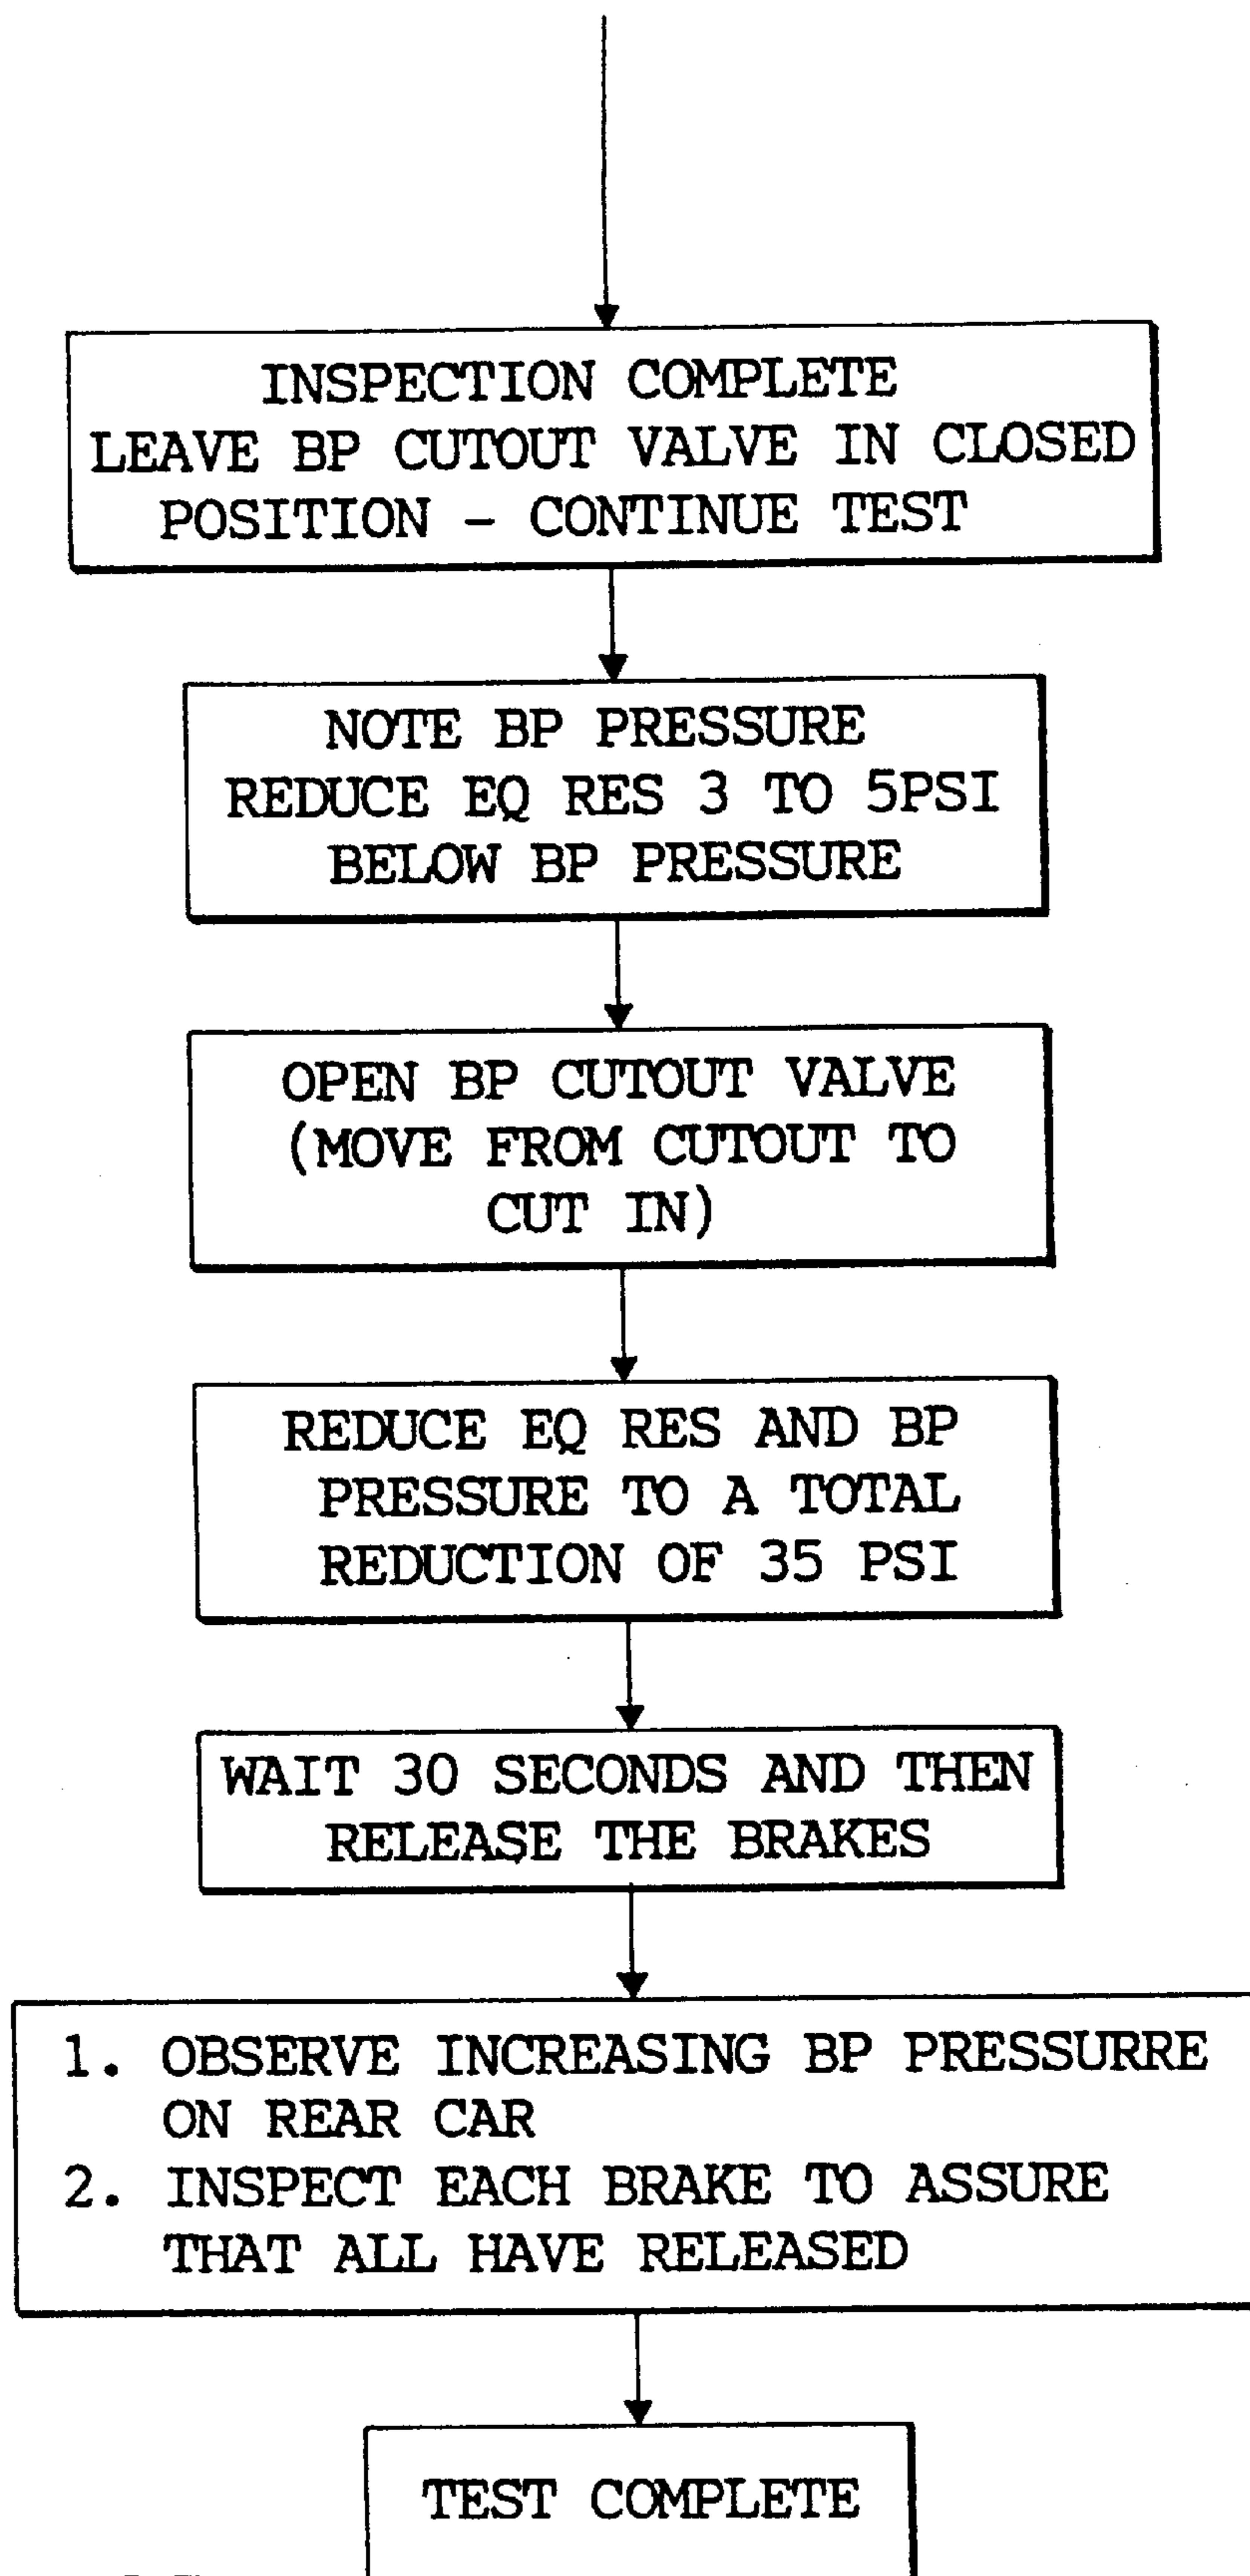 INSPECTION COMPLETE
LEAVE BP CUTOUT VALVE IN CLOSED
POSITION - CONTINUE TEST
NOTE BP PRESSURE
REDUCE EQ RES 3 TO 5PSI
BELOW BP PRESSURE
OPEN BP CUTOUT VALVE
(MOVE FROM CUTOUT TO
CUT IN)
REDUCE EQ RES AND BP
PRESSURE TO A TOTAL
REDUCTION OF 35 PSI
WAIT 30 SECONDS AND THEN
RELEASE THE BRAKES
1. OBSERVE INCREASING BP PRESSURRE
ON REAR CAR
2. INSPECT EACH BRAKE TO ASSURE
THAT ALL HAVE RELEASED
TEST COMPLETE